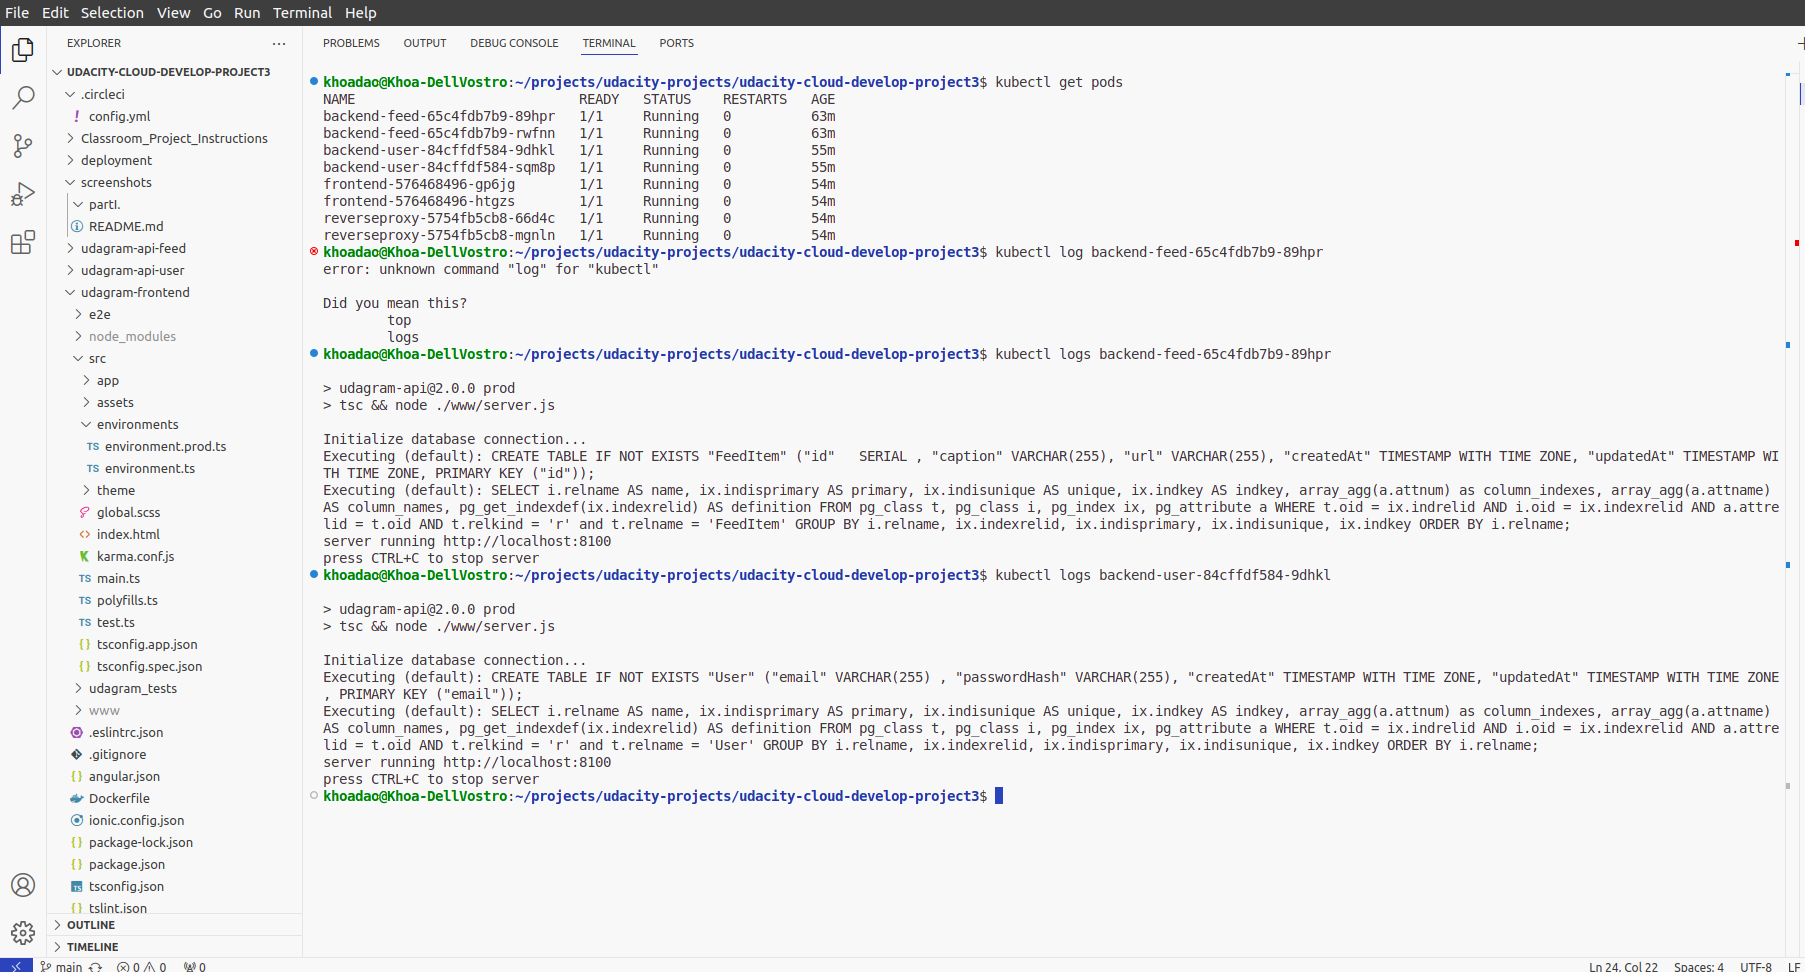 File Edit Selection View Go Run Terminal Help
EXPLORER ...
UDACITY-CLOUD-DEVELOP-PROJECT3
.circleci
! config.yml
Classroom_Project_Instructions
deployment
screenshots
partI.
README.md
udagram-api-feed
udagram-api-user
udagram-frontend
e2e
node_modules
src
app
assets
environments
TS environment.prod.ts
TS environment.ts
theme
global.scss
index.html
karma.conf.js
TS main.ts
TS polyfills.ts
TS test.ts
{ } tsconfig.app.json
{ } tsconfig.spec.json
udagram_tests
www
.eslintrc.json
.gitignore
{ } angular.json
Dockerfile
ionic.config.json
{ } package-lock.json
{ } package.json
TS tsconfig.json
{ } tslint.json
OUTLINE
TIMELINE
PROBLEMS OUTPUT DEBUG CONSOLE TERMINAL PORTS
khoadao@Khoa-DellVostro:~/projects/udacity-projects/udacity-cloud-develop-project3$ kubectl get pods
NAME READY STATUS RESTARTS AGE
backend-feed-65c4fdb7b9-89hpr 1/1 Running 0 63m
backend-feed-65c4fdb7b9-rwfnn 1/1 Running 0 63m
backend-user-84cffdf584-9dhkl 1/1 Running 0 55m
backend-user-84cffdf584-sqm8p 1/1 Running 0 55m
frontend-576468496-gp6jg 1/1 Running 0 54m
frontend-576468496-htgzs 1/1 Running 0 54m
reverseproxy-5754fb5cb8-66d4c 1/1 Running 0 54m
reverseproxy-5754fb5cb8-mgnln 1/1 Running 0 54m
khoadao@Khoa-DellVostro:~/projects/udacity-projects/udacity-cloud-develop-project3$ kubectl log backend-feed-65c4fdb7b9-89hpr
error: unknown command "log" for "kubectl"
Did you mean this?
top
logs
khoadao@Khoa-DellVostro:~/projects/udacity-projects/udacity-cloud-develop-project3$ kubectl logs backend-feed-65c4fdb7b9-89hpr
> udagram-api@2.0.0 prod
> tsc && node ./www/server.js
Initialize database connection...
Executing (default): CREATE TABLE IF NOT EXISTS "FeedItem" ("id" SERIAL , "caption" VARCHAR(255), "url" VARCHAR(255), "createdAt" TIMESTAMP WITH TIME ZONE, "updatedAt" TIMESTAMP WI
TH TIME ZONE, PRIMARY KEY ("id"));
Executing (default): SELECT i.relname AS name, ix.indisprimary AS primary, ix.indisunique AS unique, ix.indkey AS indkey, array_agg(a.attnum) as column_indexes, array_agg(a.attname)
AS column_names, pg_get_indexdef(ix.indexrelid) AS definition FROM pg_class t, pg_class i, pg_index ix, pg_attribute a WHERE t.oid = ix.indrelid AND i.oid = ix.indexrelid AND a.attre
lid = t.oid AND t.relkind = 'r' and t.relname = 'FeedItem' GROUP BY i.relname, ix.indexrelid, ix.indisprimary, ix.indisunique, ix.indkey ORDER BY i.relname;
server running http://localhost:8100
press CTRL+C to stop server
khoadao@Khoa-DellVostro:~/projects/udacity-projects/udacity-cloud-develop-project3$ kubectl logs backend-user-84cffdf584-9dhkl
> udagram-api@2.0.0 prod
> tsc && node ./www/server.js
Initialize database connection...
Executing (default): CREATE TABLE IF NOT EXISTS "User" ("email" VARCHAR(255) , "passwordHash" VARCHAR(255), "createdAt" TIMESTAMP WITH TIME ZONE, "updatedAt" TIMESTAMP WITH TIME ZONE
, PRIMARY KEY ("email"));
Executing (default): SELECT i.relname AS name, ix.indisprimary AS primary, ix.indisunique AS unique, ix.indkey AS indkey, array_agg(a.attnum) as column_indexes, array_agg(a.attname)
AS column_names, pg_get_indexdef(ix.indexrelid) AS definition FROM pg_class t, pg_class i, pg_index ix, pg_attribute a WHERE t.oid = ix.indrelid AND i.oid = ix.indexrelid AND a.attre
lid = t.oid AND t.relkind = 'r' and t.relname = 'User' GROUP BY i.relname, ix.indexrelid, ix.indisprimary, ix.indisunique, ix.indkey ORDER BY i.relname;
server running http://localhost:8100
press CTRL+C to stop server
khoadao@Khoa-DellVostro:~/projects/udacity-projects/udacity-cloud-develop-project3$
main 0 0 0 Ln 24, Col 22 Spaces: 4 UTF-8 LF